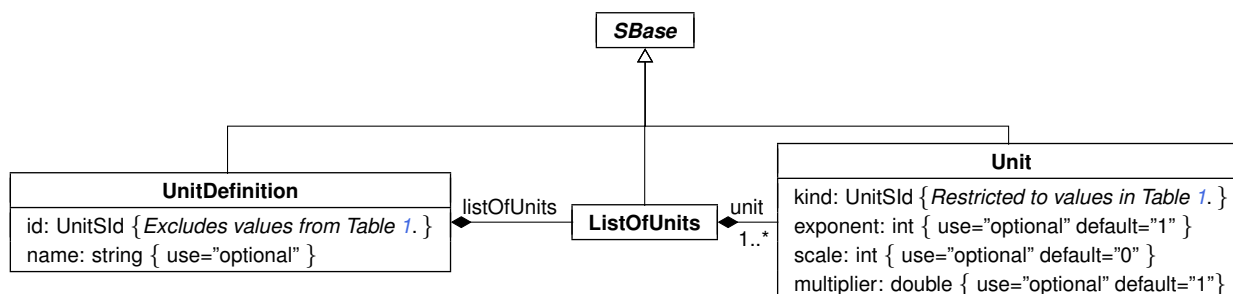 SBase
UnitDefinition
id: UnitSId { Excludes values from Table 1. }
name: string { use=”optional” }
listOfUnits
ListOfUnits
unit
1..*
Unit
kind: UnitSId { Restricted to values in Table 1. }
exponent: int { use=”optional” default=”1” }
scale: int { use=”optional” default=”0” }
multiplier: double { use=”optional” default=”1”}